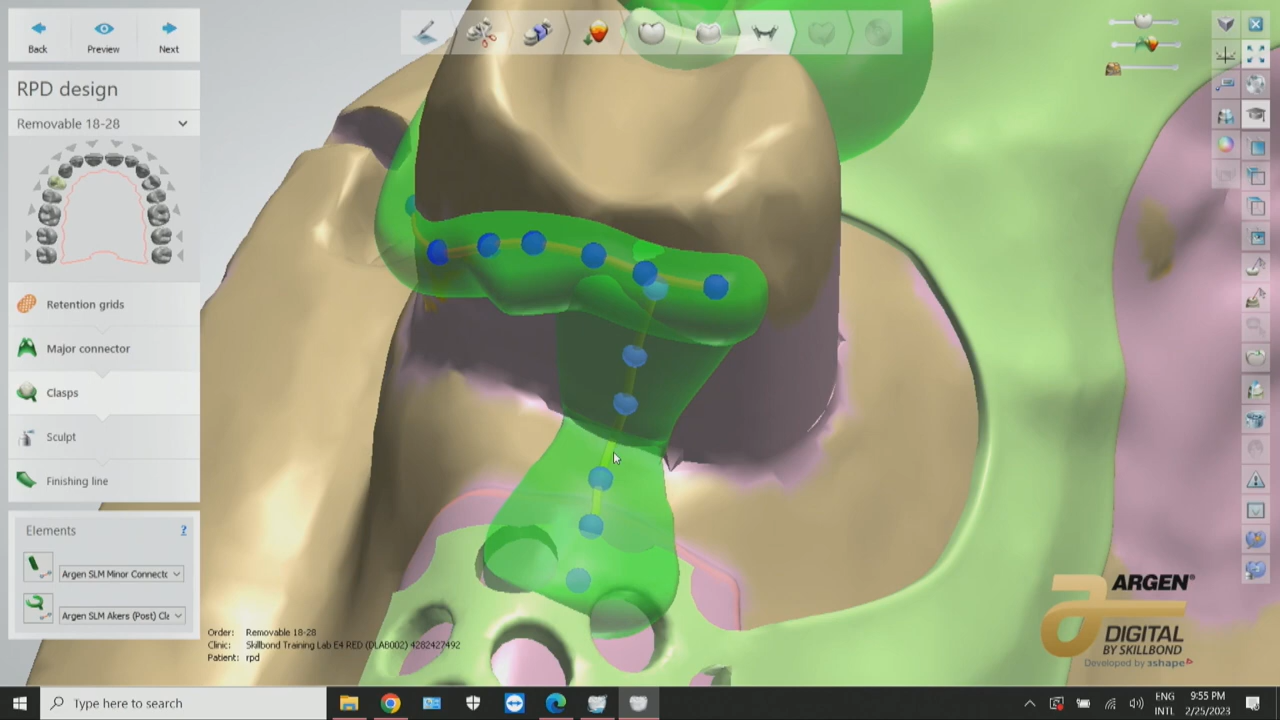 Back
Preview
Next
RPD design
Removable 18-28
Retention grids
Major connector
Clasps
Sculpt
Finishing line
Elements
?
Argen SLM Minor Connectc
Argen SLM Akers (Post) Cla
Order: Removable 18-28
Clinic: Skillbond Training Lab E4 RED (DLAB002) 4282427492
Patient: rpd
ARGEN®
DIGITAL
BY SKILLBOND
Developed by 3shape
Type here to search
ENG
INTL
9:55 PM
2/25/2023